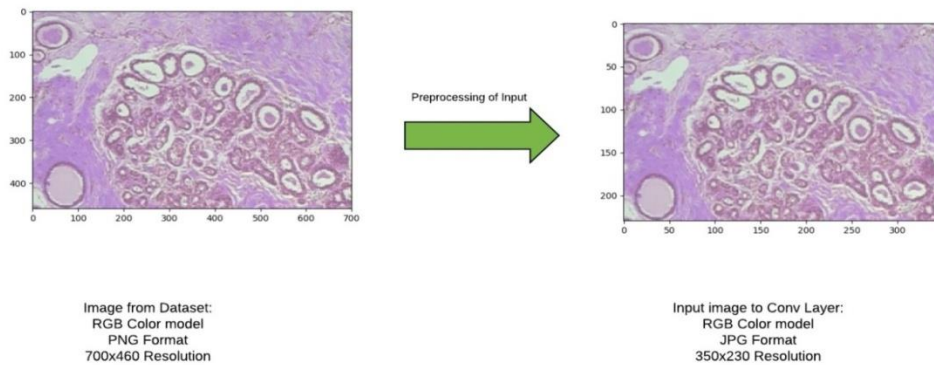 0
100
200
300
400
0 100 200 300 400 500 600 700
Preprocessing of Input
0
50
100
150
200
0 50 100 150 200 250 300
Image from Dataset:
RGB Color model
PNG Format
700x460 Resolution
Input image to Conv Layer:
RGB Color model
JPG Format
350x230 Resolution